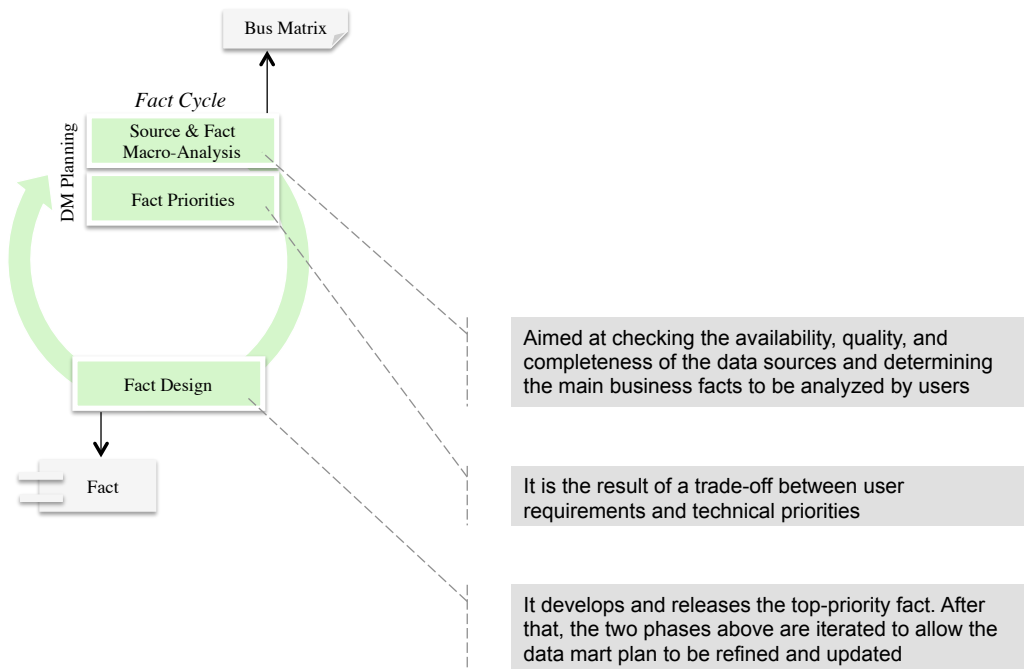 Bus Matrix
Fact Cycle
DM Planning
Source & Fact
Macro-Analysis
Fact Priorities
Fact Design
Fact
Aimed at checking the availability, quality, and
completeness of the data sources and determining
the main business facts to be analyzed by users
It is the result of a trade-off between user
requirements and technical priorities
It develops and releases the top-priority fact. After
that, the two phases above are iterated to allow the
data mart plan to be refined and updated